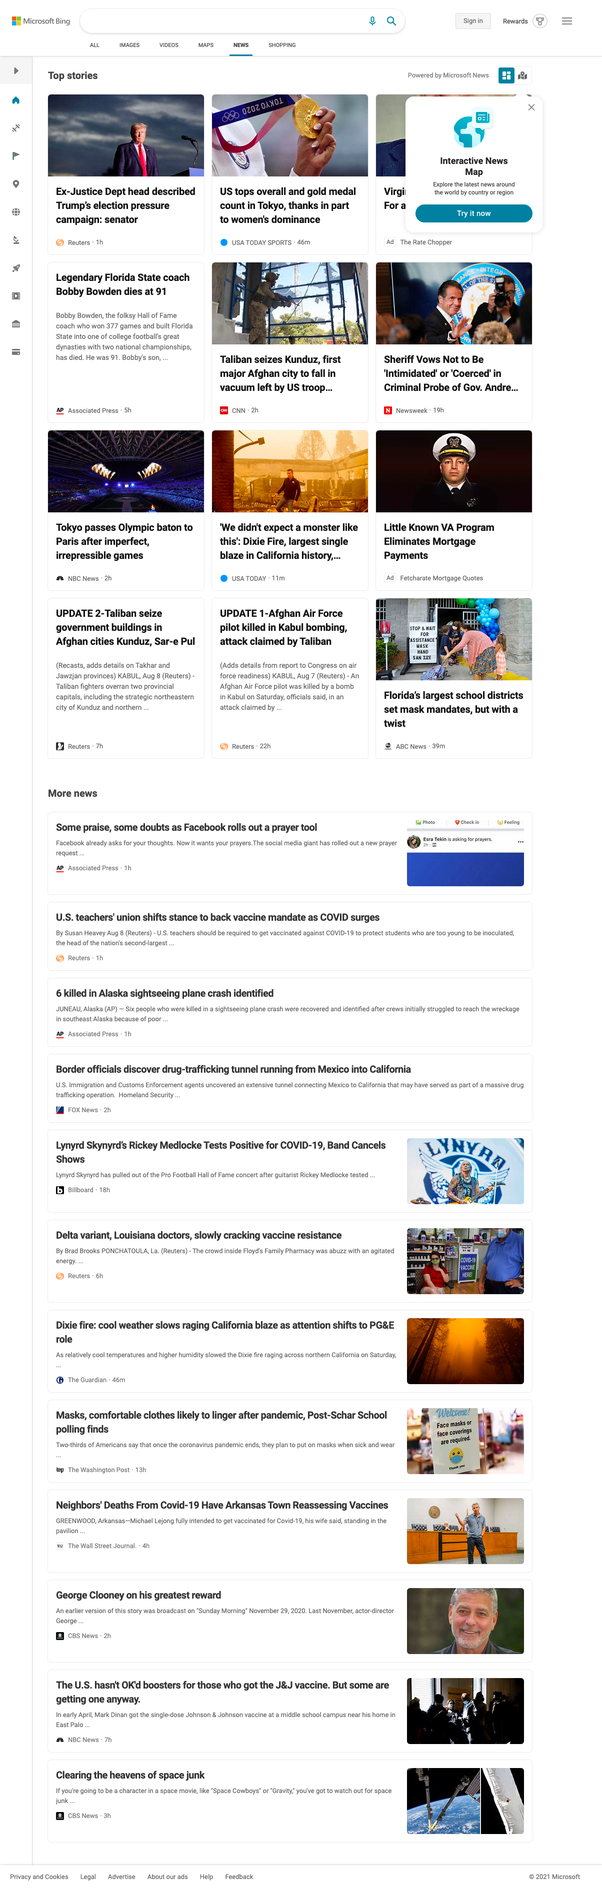 Microsoft Bing
Sign in
Rewards
ALL
IMAGES
VIDEOS
MAPS
NEWS
SHOPPING
Top stories
Powered by Microsoft News
Ex-Justice Dept head described
Trump's election pressure
campaign: senator
Reuters · 1h
TOKYO 2020
US tops overall and gold medal
count in Tokyo, thanks in part
to women's dominance
USA TODAY SPORTS · 46m
For a
Ad The Rate Chopper
Interactive News
Map
Explore the latest news around
the world by country or region
Try it now
Legendary Florida State coach
Bobby Bowden dies at 91
Bobby Bowden, the folksy Hall of Fame
coach who won 377 games and built Florida
State into one of college football's great
dynasties with two national championships,
has died. He was 91. Bobby's son, ...
AP Associated Press · 5h
Taliban seizes Kunduz, first
major Afghan city to fall in
vacuum left by US troop...
CNN · 2h
Sheriff Vows Not to Be
'Intimidated' or 'Coerced' in
Criminal Probe of Gov. Andre...
N Newsweek · 19h
Tokyo passes Olympic baton to
Paris after imperfect,
irrepressible games
NBC News · 2h
'We didn't expect a monster like
this': Dixie Fire, largest single
blaze in California history,...
USA TODAY · 11m
Little Known VA Program
Eliminates Mortgage
Payments
Ad Fetcharate Mortgage Quotes
UPDATE 2-Taliban seize
government buildings in
Afghan cities Kunduz, Sar-e Pul
(Recasts, adds details on Takhar and
Jawzjan provinces) KABUL, Aug 8 (Reuters) -
Taliban fighters overran two provincial
capitals, including the strategic northeastern
city of Kunduz and northern ...
Reuters · 7h
UPDATE 1-Afghan Air Force
pilot killed in Kabul bombing,
attack claimed by Taliban
(Adds details from report to Congress on air
force readiness) KABUL, Aug 7 (Reuters) - An
Afghan Air Force pilot was killed by a bomb
in Kabul on Saturday, officials said, in an
attack claimed by ...
Reuters · 22h
STOP & WAIT
FOR
ASSISTANCE
MASK
HAND
SANITIZE
Florida's largest school districts
set mask mandates, but with a
twist
ABC News · 39m
More news
Some praise, some doubts as Facebook rolls out a prayer tool
Facebook already asks for your thoughts. Now it wants your prayers.The social media giant has rolled out a new prayer
request ...
AP Associated Press · 1h
Photo
Check in
Feeling
Esra Tekin is asking for prayers.
U.S. teachers' union shifts stance to back vaccine mandate as COVID surges
By Susan Heavey Aug 8 (Reuters) - U.S. teachers should be required to get vaccinated against COVID-19 to protect students who are too young to be inoculated,
the head of the nation's second-largest ...
Reuters · 1h
6 killed in Alaska sightseeing plane crash identified
JUNEAU, Alaska (AP) — Six people who were killed in a sightseeing plane crash were recovered and identified after crews initially struggled to reach the wreckage
in southeast Alaska because of poor ...
AP Associated Press · 1h
Border officials discover drug-trafficking tunnel running from Mexico into California
U.S. Immigration and Customs Enforcement agents uncovered an extensive tunnel connecting Mexico to California that may have served as part of a massive drug
trafficking operation. Homeland Security ...
FOX News · 2h
Lynyrd Skynyrd's Rickey Medlocke Tests Positive for COVID-19, Band Cancels
Shows
Lynyrd Skynyrd has pulled out of the Pro Football Hall of Fame concert after guitarist Rickey Medlocke tested ...
b Billboard · 18h
LYNYRD
Delta variant, Louisiana doctors, slowly cracking vaccine resistance
By Brad Brooks PONCHATOULA, La. (Reuters) - The crowd inside Floyd's Family Pharmacy was abuzz with an agitated
energy. ...
Reuters · 6h
COVID-19
VACCINE
HERE!
Dixie fire: cool weather slows raging California blaze as attention shifts to PG&E
role
As relatively cool temperatures and higher humidity slowed the Dixie fire raging across northern California on Saturday,
...
The Guardian · 46m
Masks, comfortable clothes likely to linger after pandemic, Post-Schar School
polling finds
Two-thirds of Americans say that once the coronavirus pandemic ends, they plan to put on masks when sick and wear
...
wp The Washington Post · 13h
Welcome!
Face masks or
face coverings
are required.
Thank you
Neighbors' Deaths From Covid-19 Have Arkansas Town Reassessing Vaccines
GREENWOOD, Arkansas—Michael Lejong fully intended to get vaccinated for Covid-19, his wife said, standing in the
pavilion ...
WSJ The Wall Street Journal. · 4h
George Clooney on his greatest reward
An earlier version of this story was broadcast on "Sunday Morning" November 29, 2020. Last November, actor-director
George ...
CBS News · 2h
The U.S. hasn't OK'd boosters for those who got the J&J vaccine. But some are
getting one anyway.
In early April, Mark Dinan got the single-dose Johnson & Johnson vaccine at a middle school campus near his home in
East Palo ...
NBC News · 7h
Clearing the heavens of space junk
If you're going to be a character in a space movie, like "Space Cowboys" or "Gravity," you've got to watch out for space
junk ...
CBS News · 3h
Privacy and Cookies
Legal
Advertise
About our ads
Help
Feedback
© 2021 Microsoft